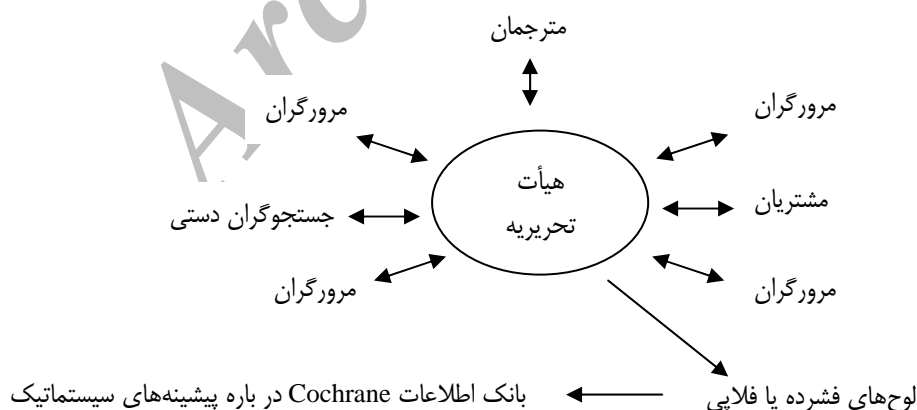 Arc
مترجمان
مرورگران
مرورگران
هیأت
تحریریه
مشتریان
جستجوگران دستی
مرورگران
مرورگران
لوح‌های فشرده یا فلاپی
بانک اطلاعات Cochrane در باره پیشینه‌های سیستماتیک